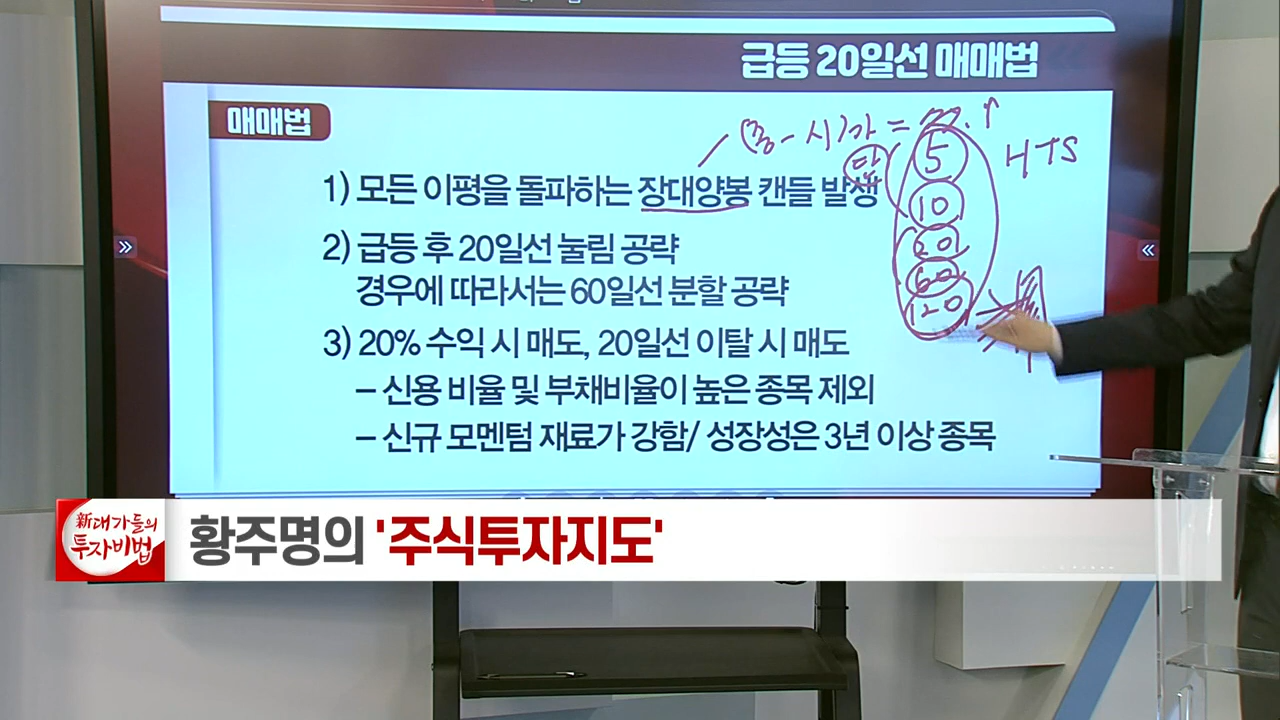 급등 20일선 매매법
매매법
(종-시)가 =
↑
단
5
HTS
10
20
60
120
1) 모든 이평을 돌파하는 장대양봉 캔들 발생
2) 급등 후 20일선 눌림 공략
경우에 따라서는 60일선 분할 공략
3) 20% 수익 시 매도, 20일선 이탈 시 매도
– 신용 비율 및 부채비율이 높은 종목 제외
– 신규 모멘텀 재료가 강함/ 성장성은 3년 이상 종목
新대가들의
투자비법
황주명의 '주식투자지도'